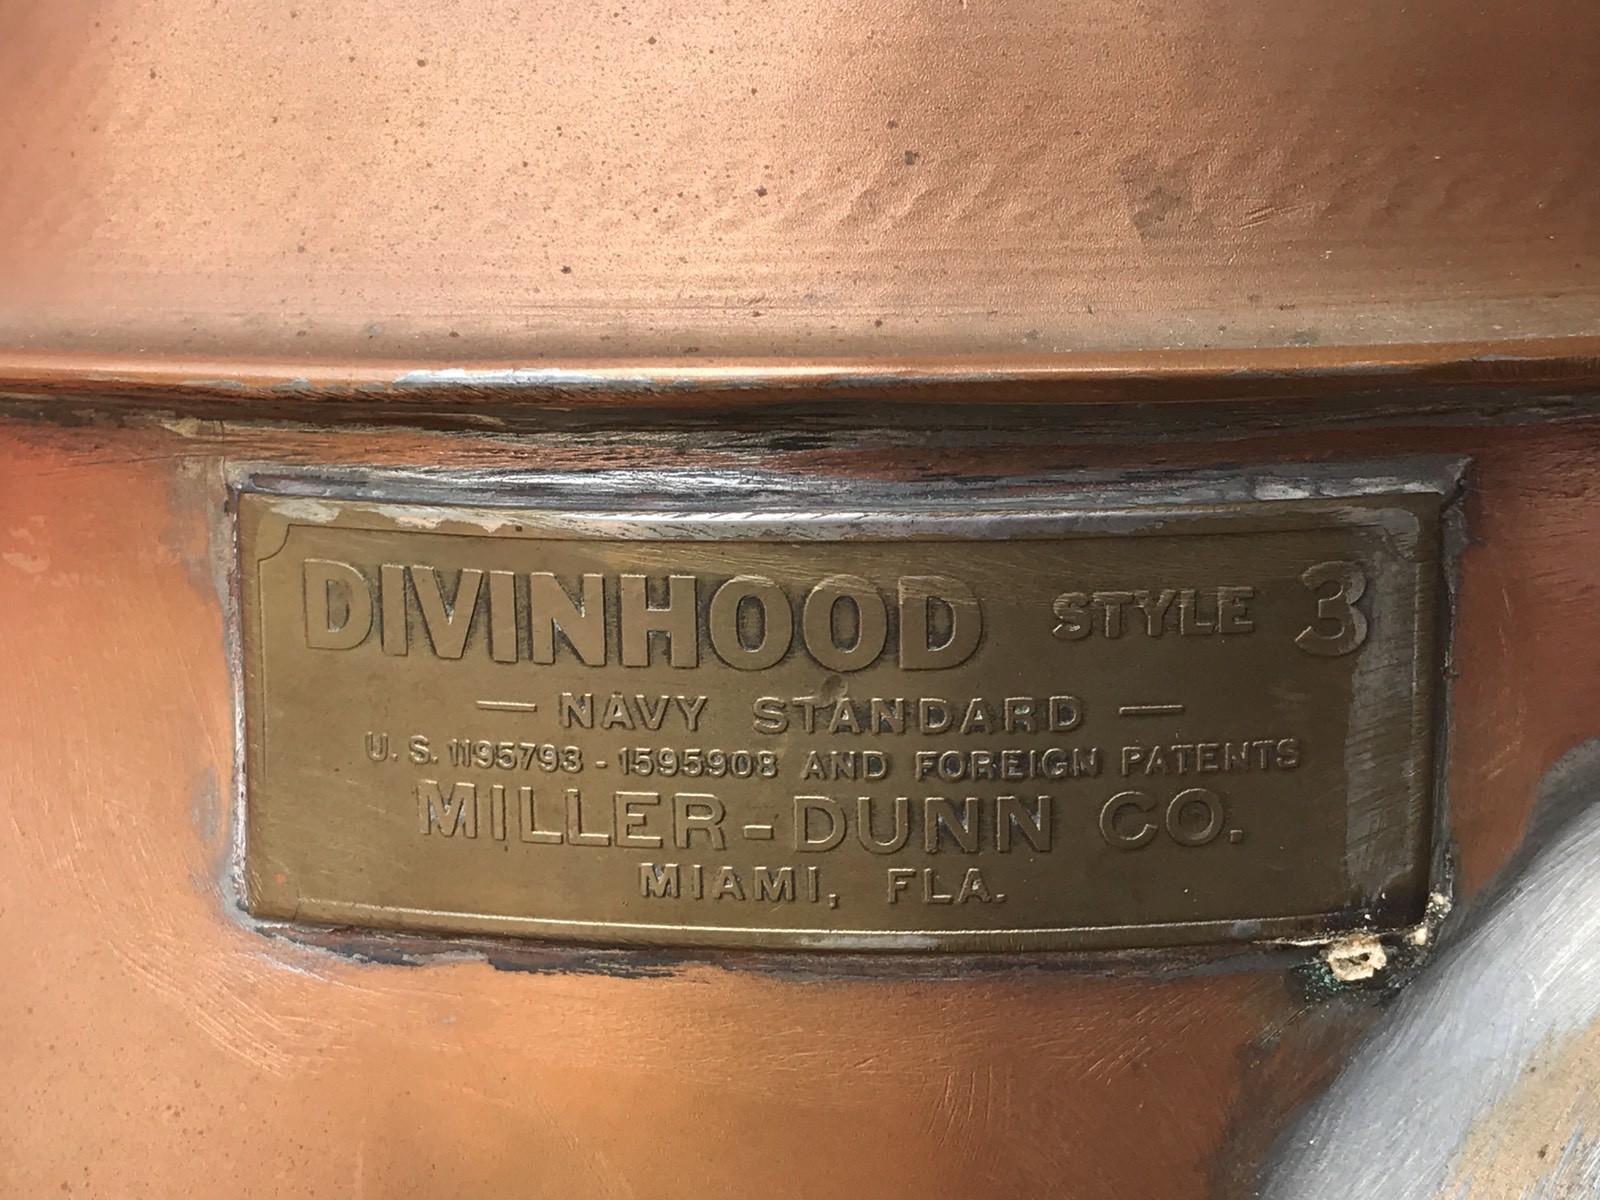 DIVINHOOD STYLE 3
— NAVY STANDARD —
U.S. 1195793 - 1595908 AND FOREIGN PATENTS
MILLER-DUNN CO.
MIAMI, FLA.